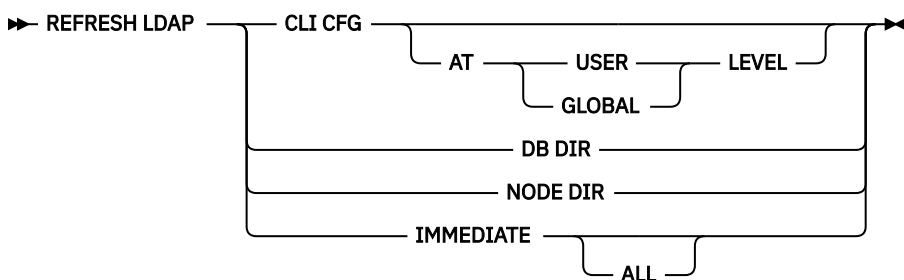 REFRESH LDAP CLI CFG
AT USER LEVEL
GLOBAL
DB DIR
NODE DIR
IMMEDIATE
ALL